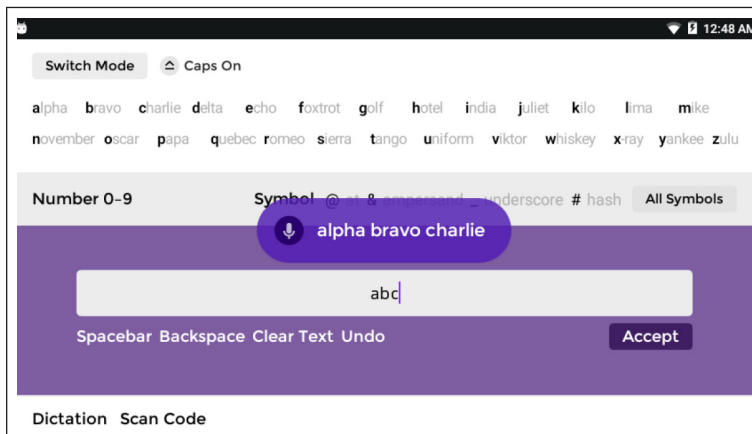 12:48 AM
Switch Mode Caps On
alpha bravo charlie delta echo foxtrot golf hotel india juliet kilo lima mike
november oscar papa quebec romeo sierra tango uniform viktor whiskey x-ray yankee zulu
Number 0-9 Symbol @ at & ampersand _ underscore # hash All Symbols
alpha bravo charlie
abc
Spacebar Backspace Clear Text Undo Accept
Dictation Scan Code